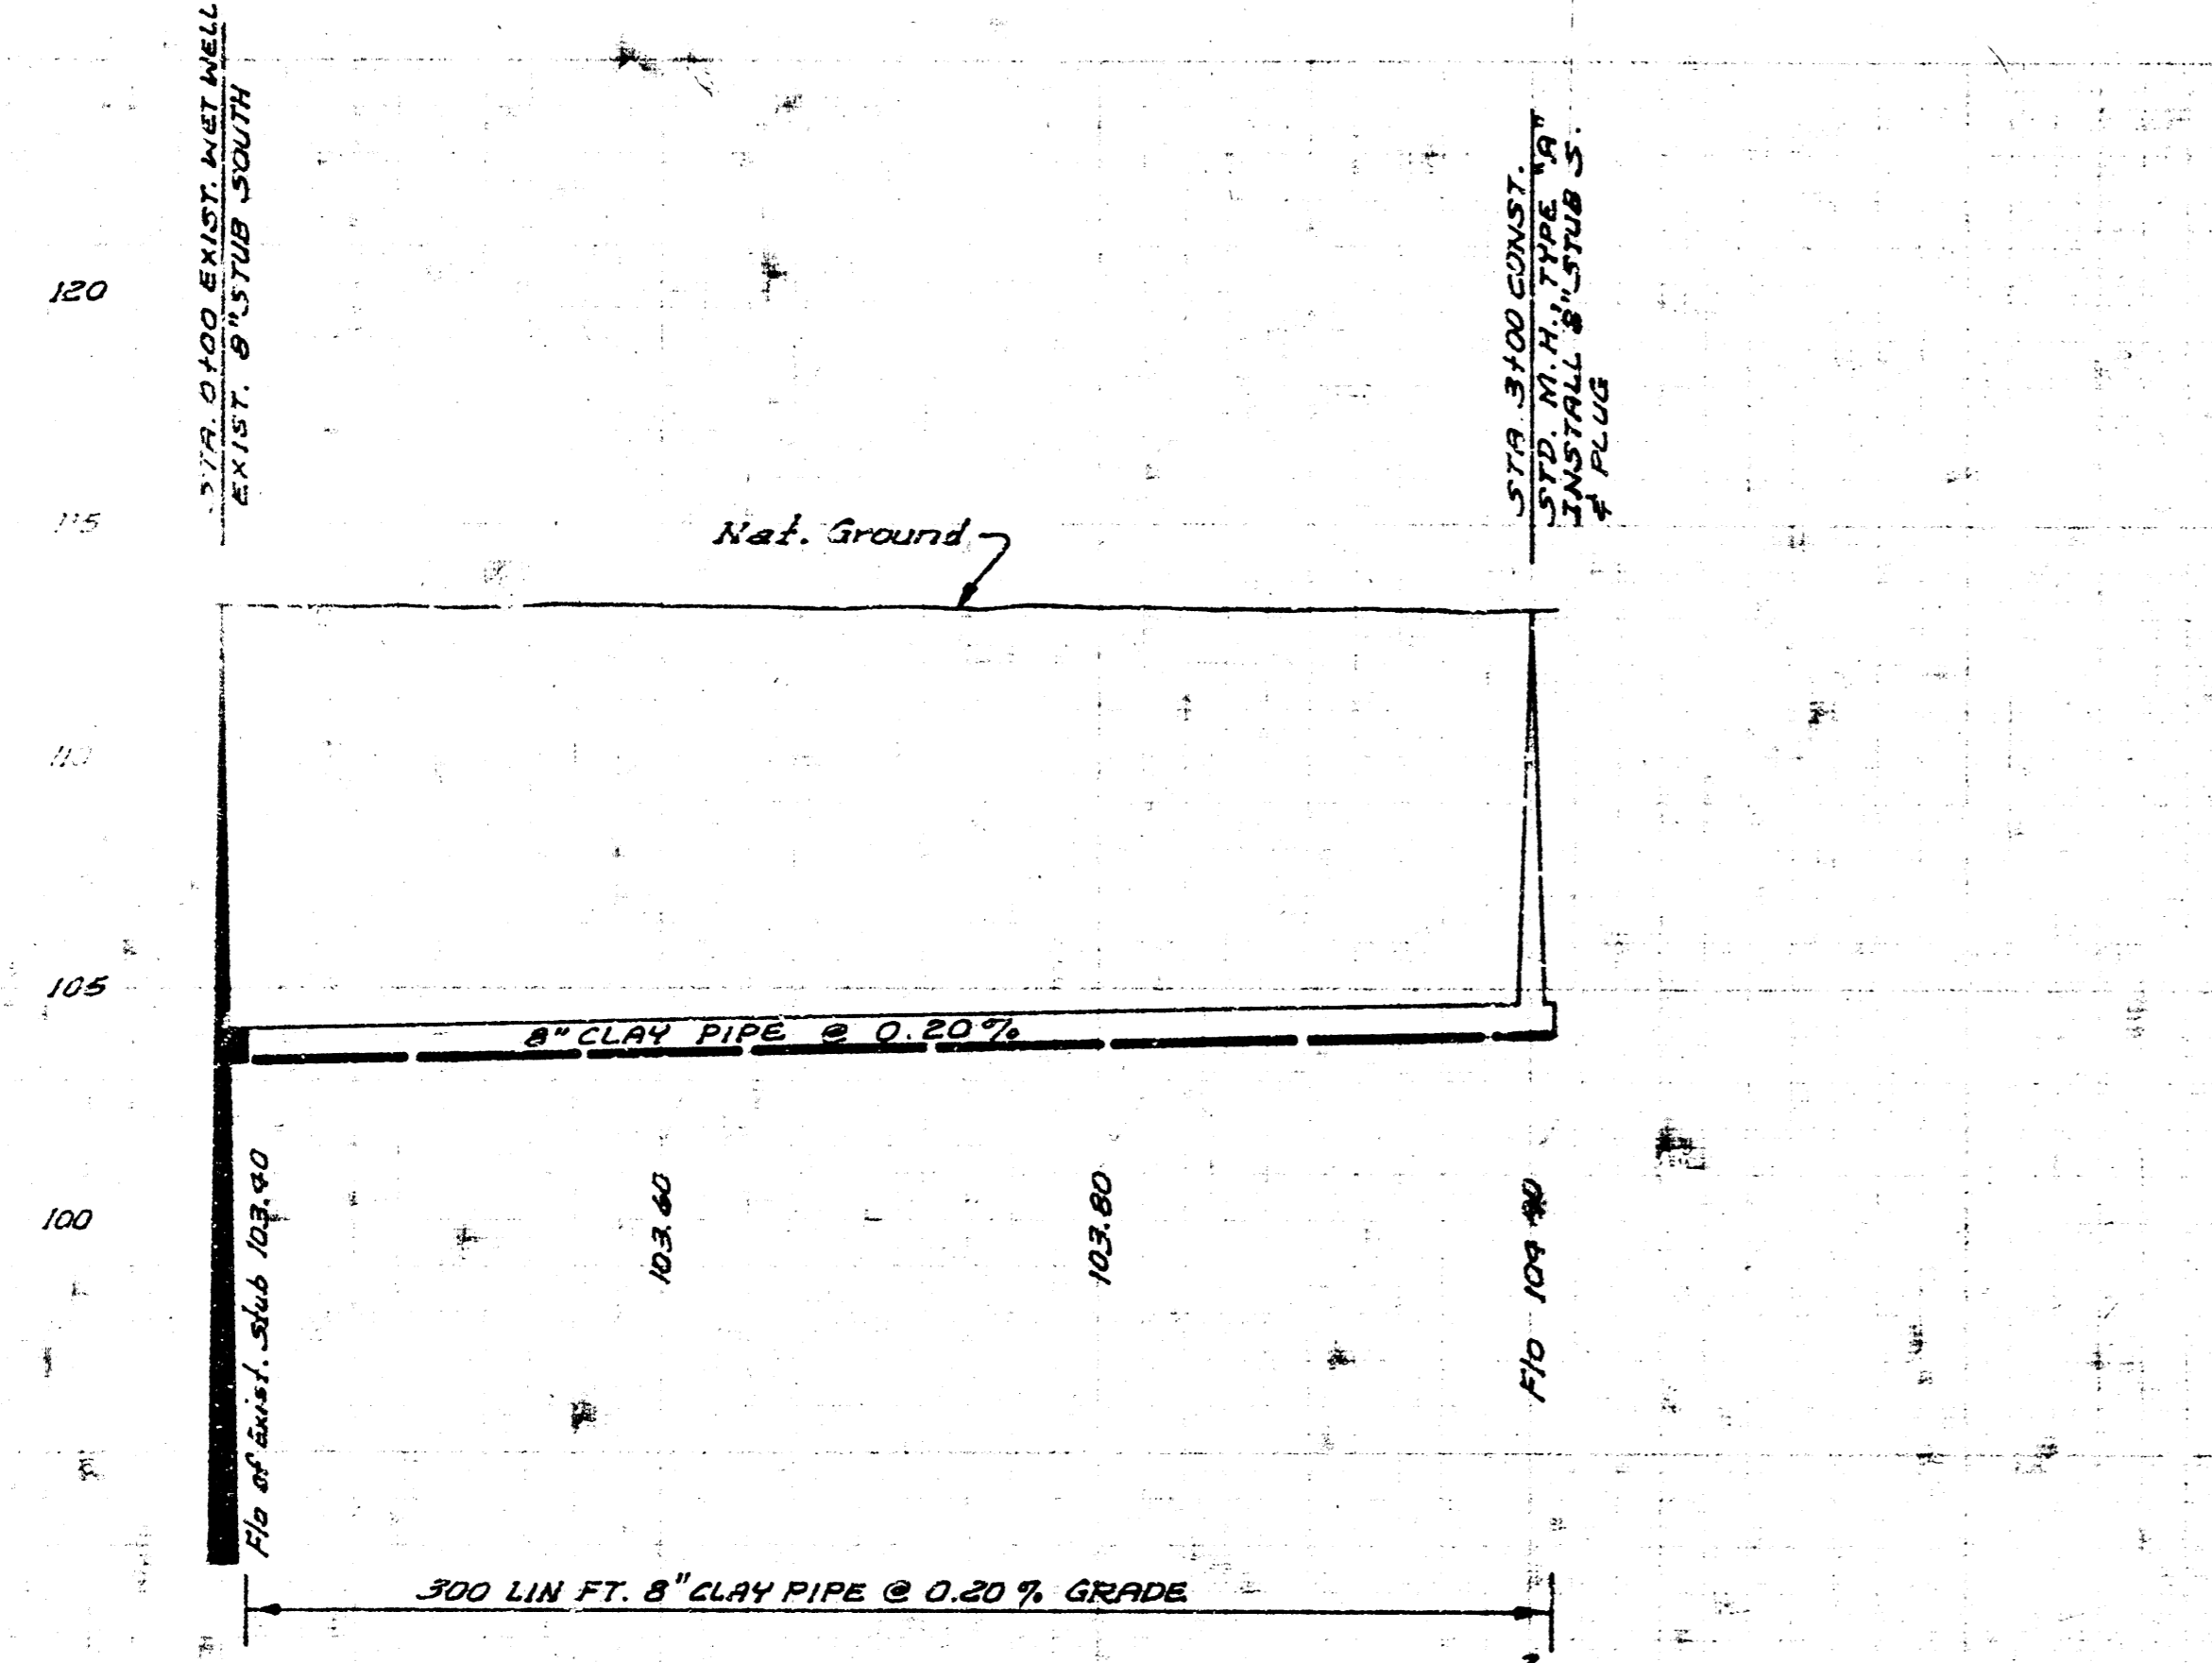 STA. 0+00 EXIST. WET WELL
EXIST. 8" STUB SOUTH
STA. 3+00 CONST.
STD. M.H., TYPE "A"
INSTALL 8" STUB S.
& PLUG
120
115
110
105
100
Nat. Ground
8" CLAY PIPE @ 0.20%
F/o of Exist. Stub 103.40
103.60
103.80
F/o
300 LIN FT. 8" CLAY PIPE @ 0.20% GRADE